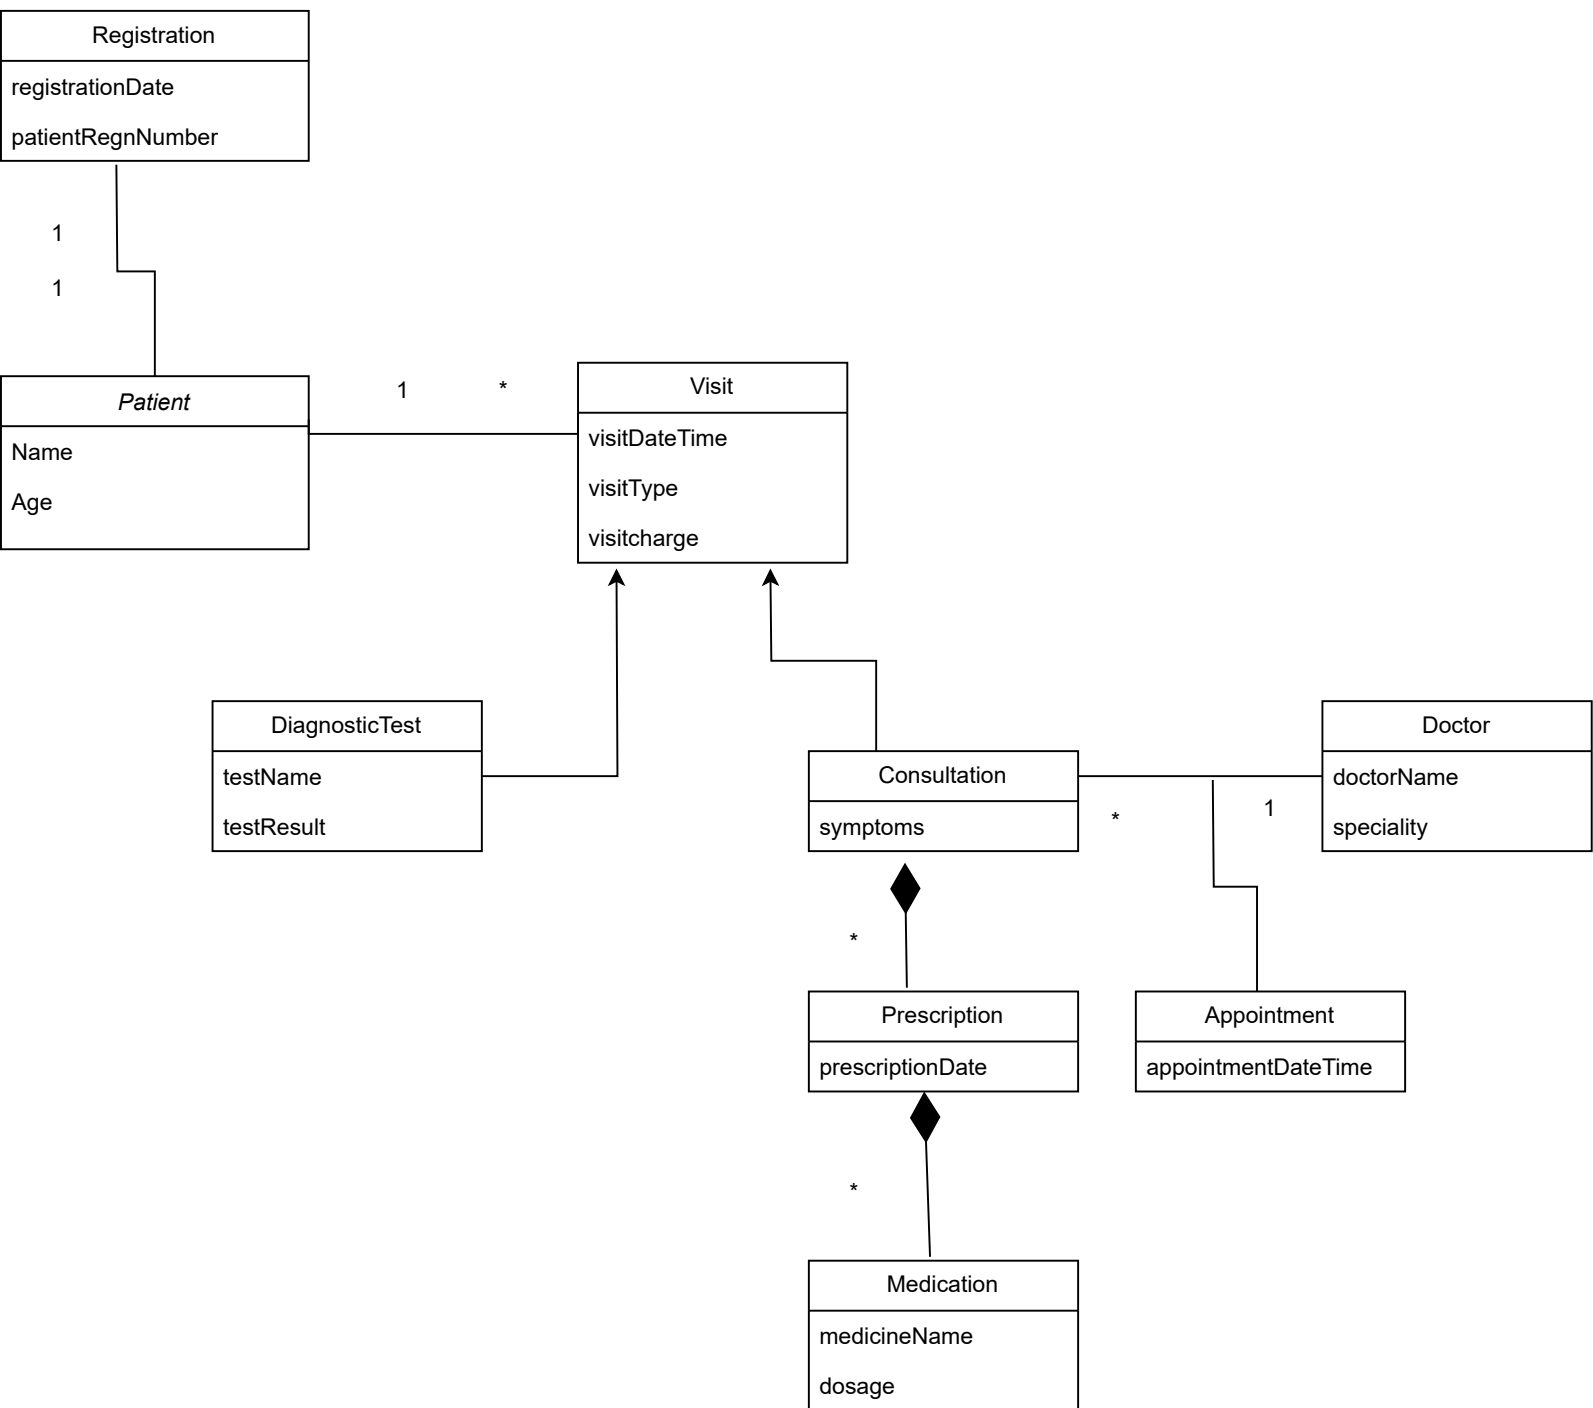 Registration
registrationDate
patientRegnNumber
1
1
Patient
Name
Age
1
*
Visit
visitDateTime
visitType
visitcharge
DiagnosticTest
testName
testResult
Consultation
symptoms
*
1
Doctor
doctorName
speciality
*
Prescription
prescriptionDate
Appointment
appointmentDateTime
*
Medication
medicineName
dosage